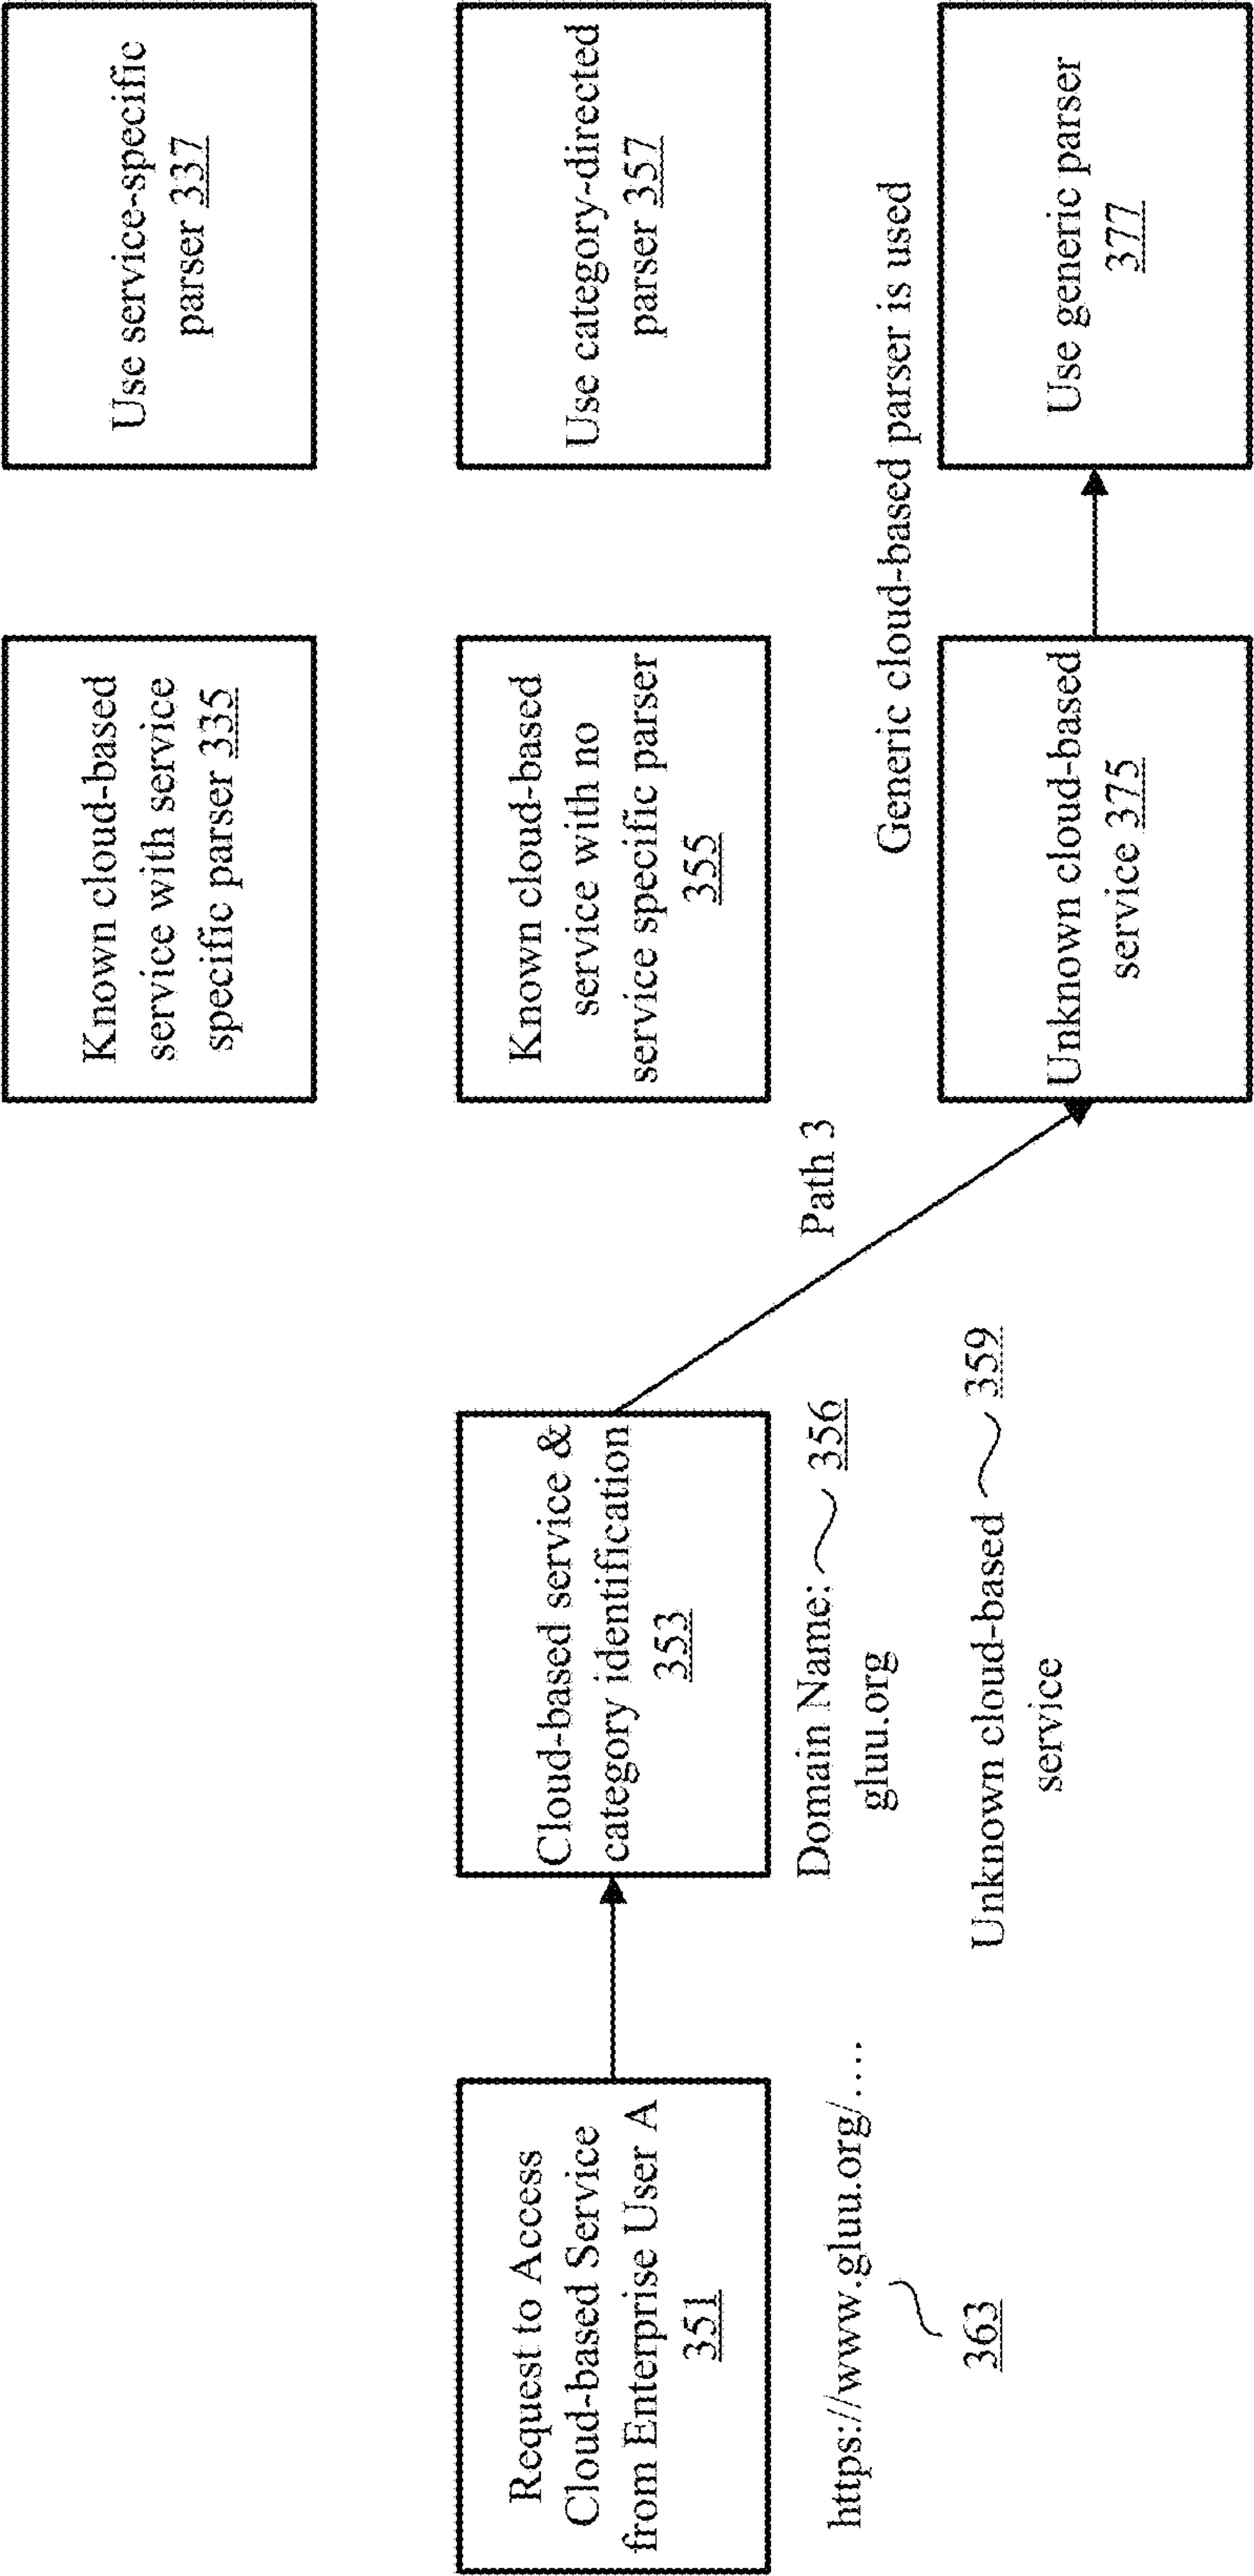 Request to Access
Cloud-based Service
from Enterprise User A
351
https://www.gluu.org/….
363
Cloud-based service &
category identification
353
Domain Name:
356
gluu.org
Unknown cloud-based
359
service
Path 3
Known cloud-based
service with service
specific parser 335
Known cloud-based
service with no
service specific parser
355
Unknown cloud-based
service 375
Generic cloud-based parser is used
Use service-specific
parser 337
Use category-directed
parser 357
Use generic parser
377